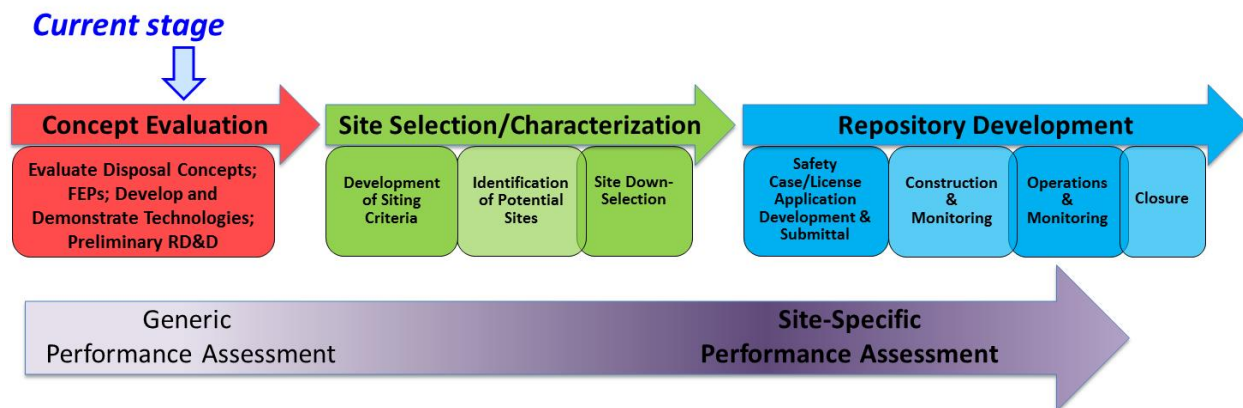 Current stage
Concept Evaluation
Evaluate Disposal Concepts;
FEPs; Develop and
Demonstrate Technologies;
Preliminary RD&D
Site Selection/Characterization
Development
of Siting
Criteria
Identification
of Potential
Sites
Site Down-
Selection
Repository Development
Safety
Case/License
Application
Development &
Submittal
Construction
&
Monitoring
Operations
&
Monitoring
Closure
Generic
Performance Assessment
Site-Specific
Performance Assessment